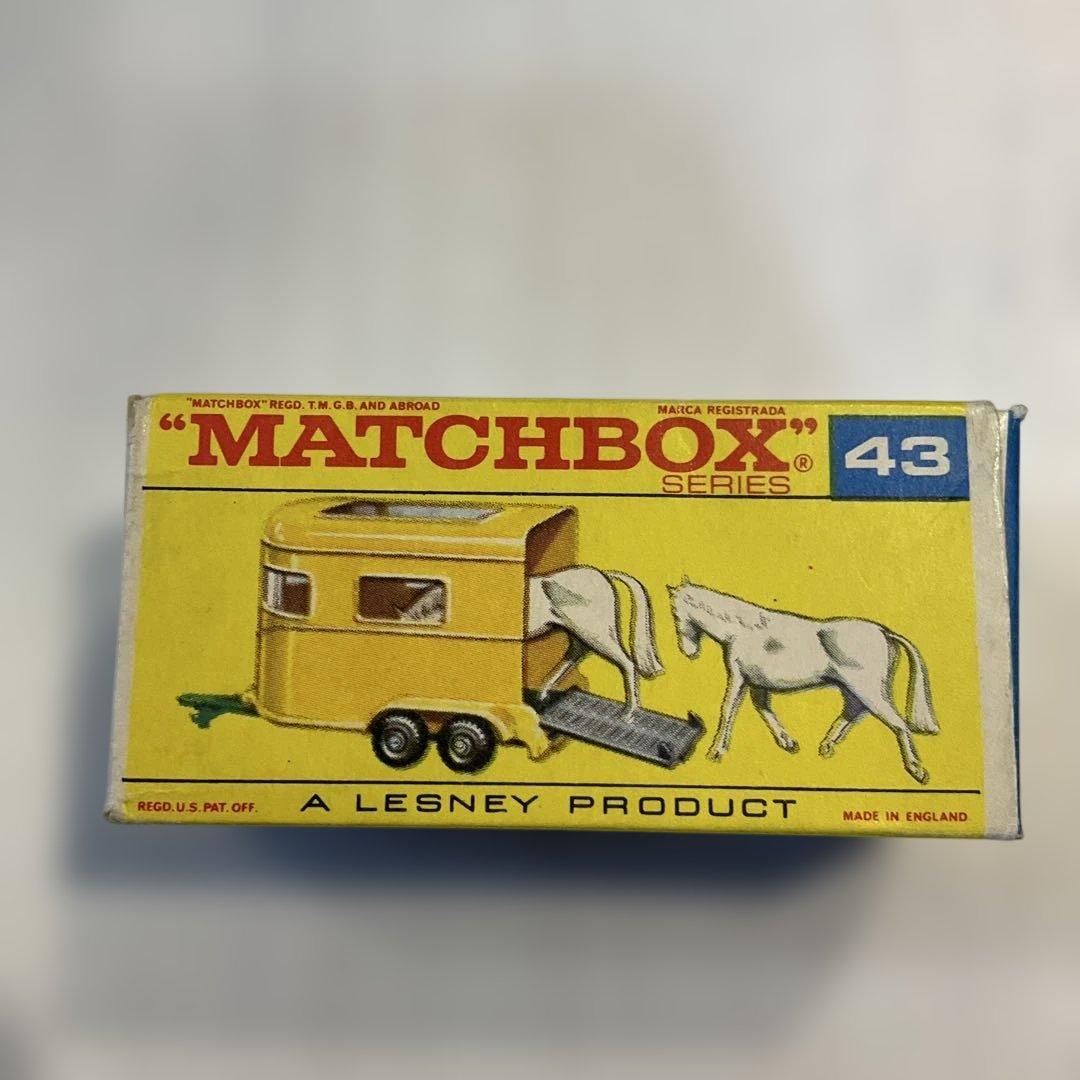 "MATCHBOX" REGD. T.M.G.B. AND ABROAD
MARCA REGISTRADA
"MATCHBOX"®
SERIES
43
REGD. U.S. PAT. OFF.
A LESNEY PRODUCT
MADE IN ENGLAND